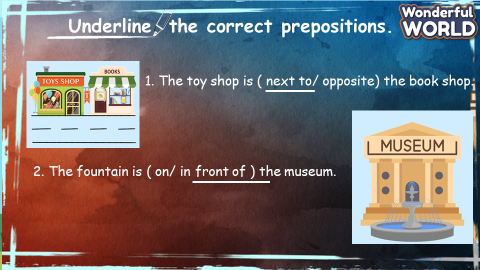 Underline the correct prepositions.
Wonderful
WORLD
TOYS SHOP
BOOKS
1. The toy shop is ( next to/ opposite) the book shop.
MUSEUM
2. The fountain is ( on/ in front of ) the museum.